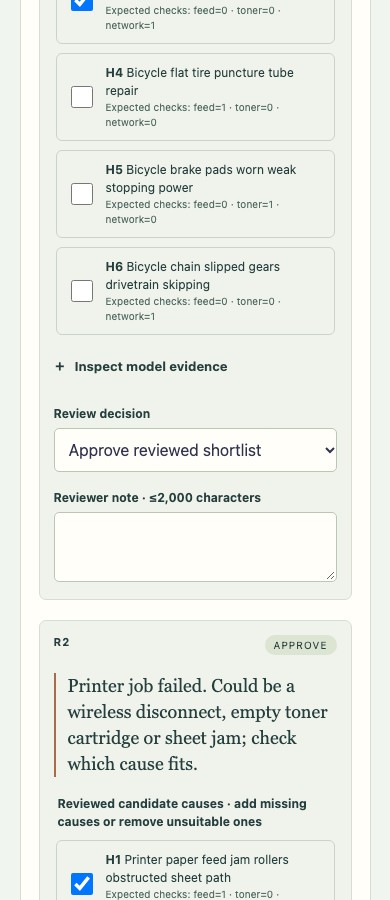 Expected checks: feed=0 · toner=0 ·
network=1
H4 Bicycle flat tire puncture tube
repair
Expected checks: feed=1 · toner=0 ·
network=0
H5 Bicycle brake pads worn weak
stopping power
Expected checks: feed=0 · toner=1 ·
network=0
H6 Bicycle chain slipped gears
drivetrain skipping
Expected checks: feed=0 · toner=0 ·
network=1
+ Inspect model evidence
Review decision
Approve reviewed shortlist
Reviewer note · ≤2,000 characters
R2
APPROVE
Printer job failed. Could be a
wireless disconnect, empty toner
cartridge or sheet jam; check
which cause fits.
Reviewed candidate causes · add missing
causes or remove unsuitable ones
H1 Printer paper feed jam rollers
obstructed sheet path
Expected checks: feed=1 · toner=0 ·